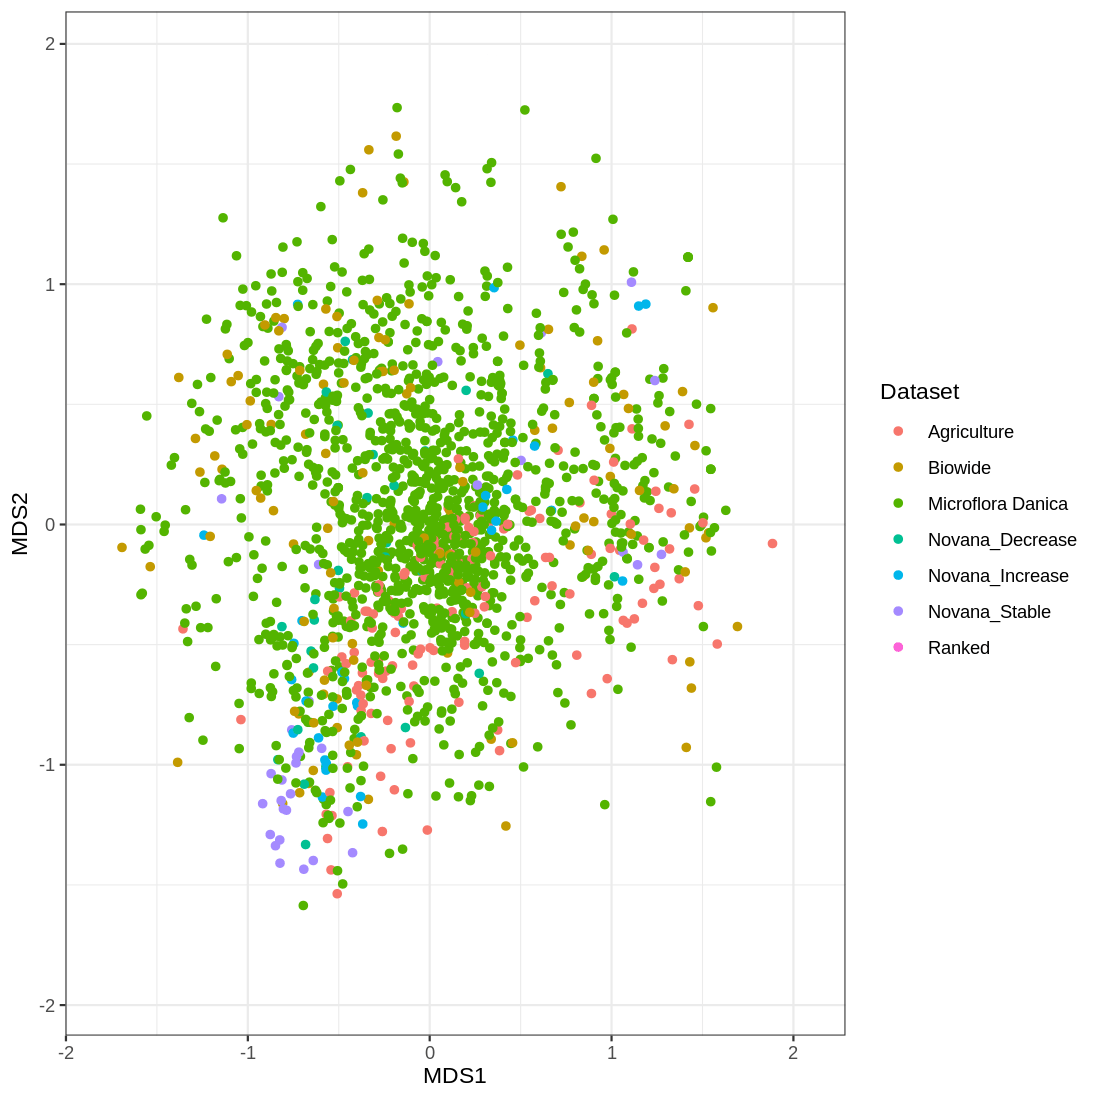 2
1
0
-1
-2
MDS2
-2
-1
0
1
2
MDS1
Dataset
Agriculture
Biowide
Microflora Danica
Novana_Decrease
Novana_Increase
Novana_Stable
Ranked